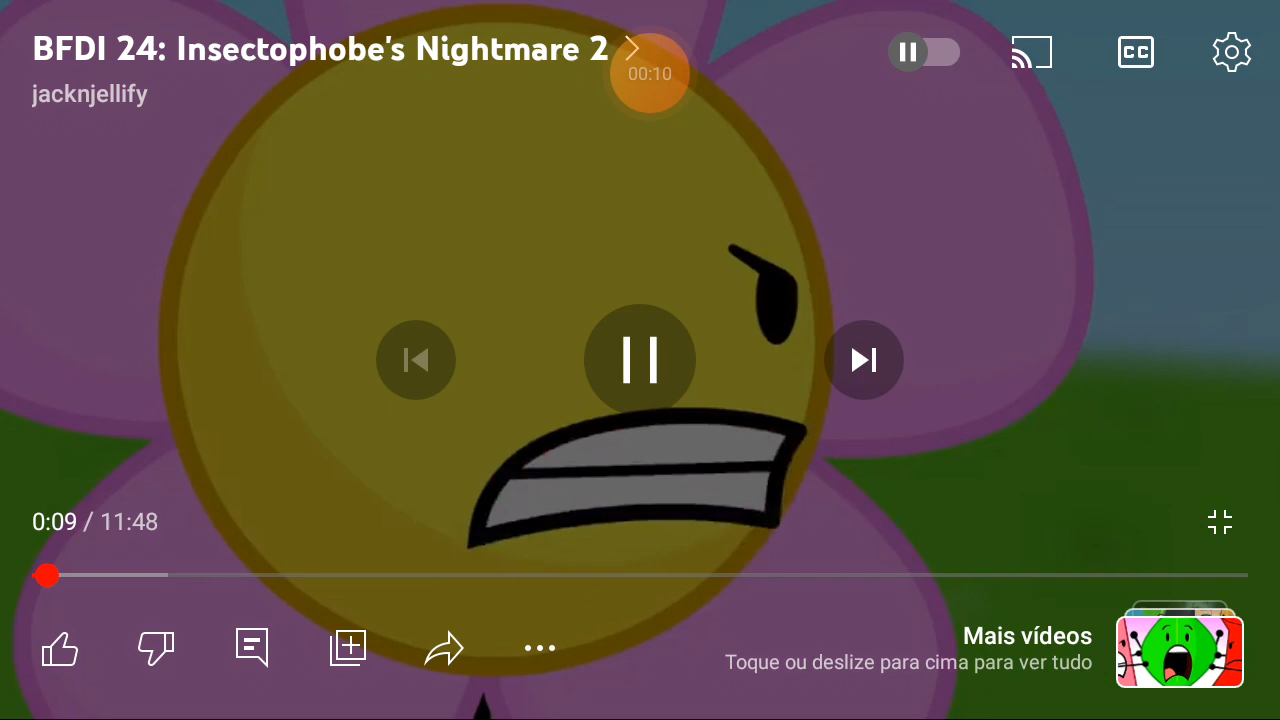 BFDI 24: Insectophobe's Nightmare 2
jacknjellify
00:10
CC
0:09 / 11:48
Mais vídeos
Toque ou deslize para cima para ver tudo